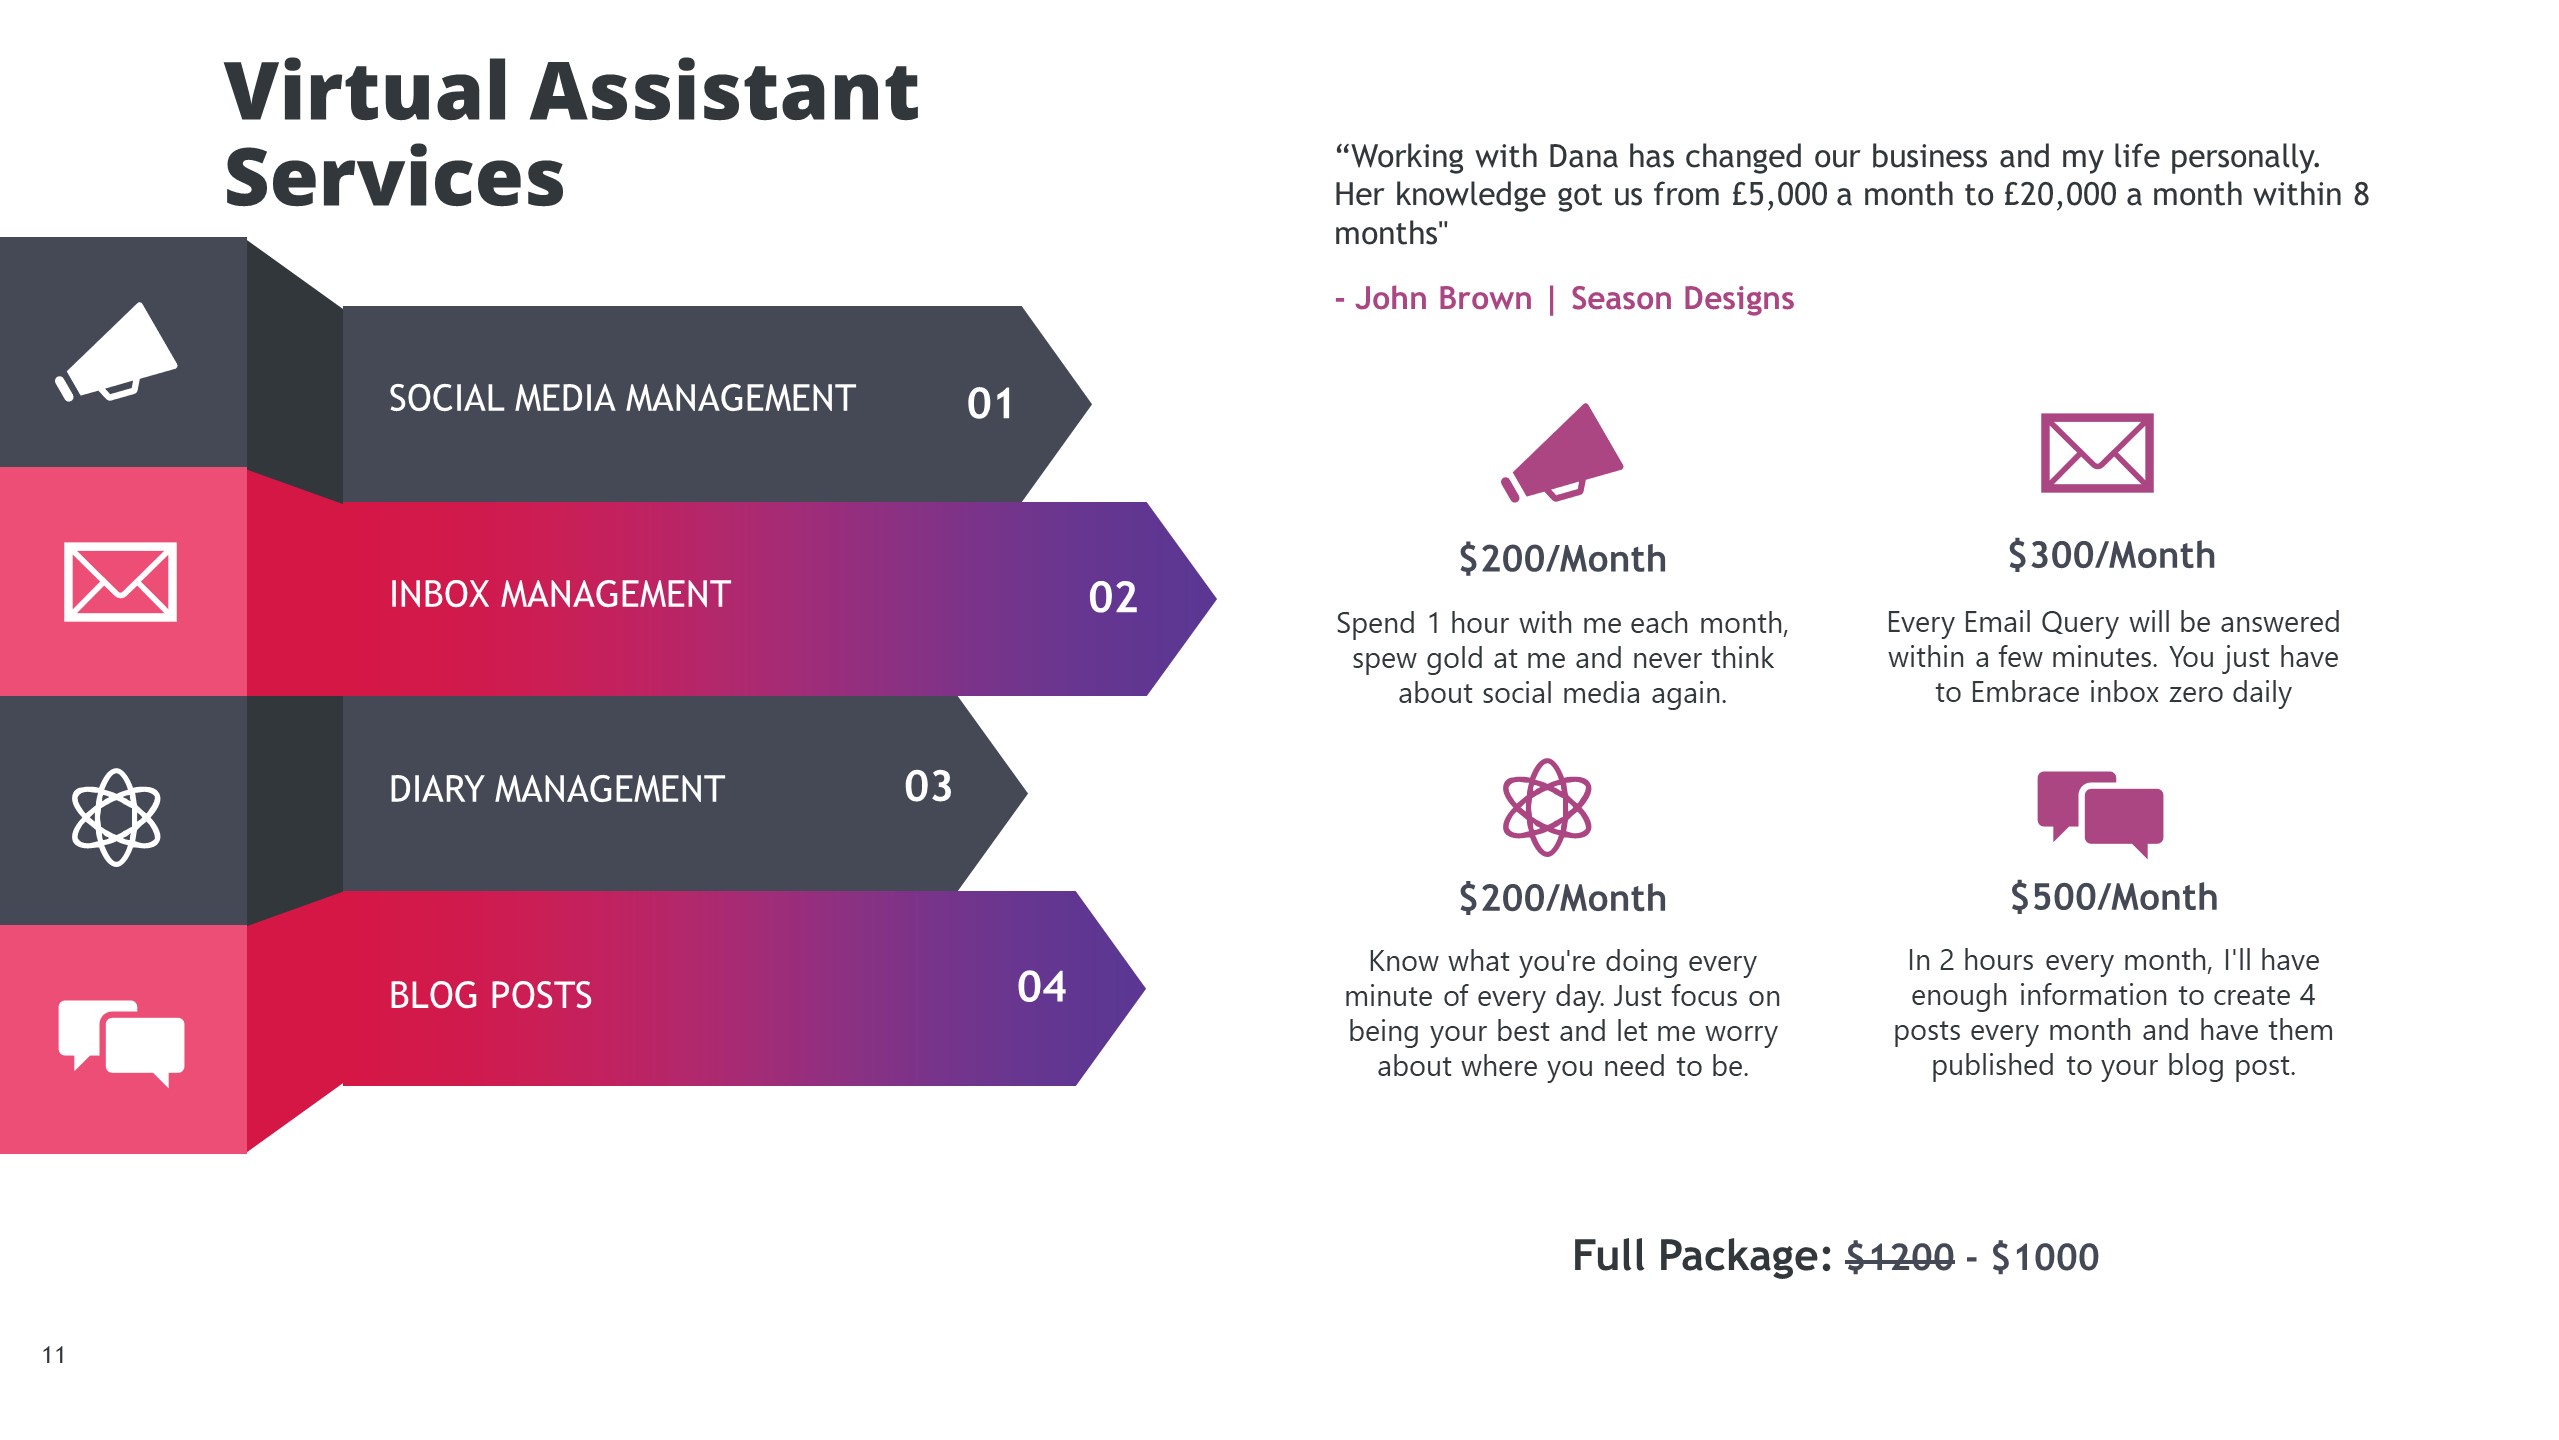 Virtual Assistant
Services
SOCIAL MEDIA MANAGEMENT 01
INBOX MANAGEMENT 02
DIARY MANAGEMENT 03
BLOG POSTS 04
“Working with Dana has changed our business and my life personally.
Her knowledge got us from £5,000 a month to £20,000 a month within 8
months"
- John Brown | Season Designs
$200/Month
Spend 1 hour with me each month,
spew gold at me and never think
about social media again.
$300/Month
Every Email Query will be answered
within a few minutes. You just have
to Embrace inbox zero daily
$200/Month
Know what you're doing every
minute of every day. Just focus on
being your best and let me worry
about where you need to be.
$500/Month
In 2 hours every month, I'll have
enough information to create 4
posts every month and have them
published to your blog post.
Full Package: $1200 - $1000
11